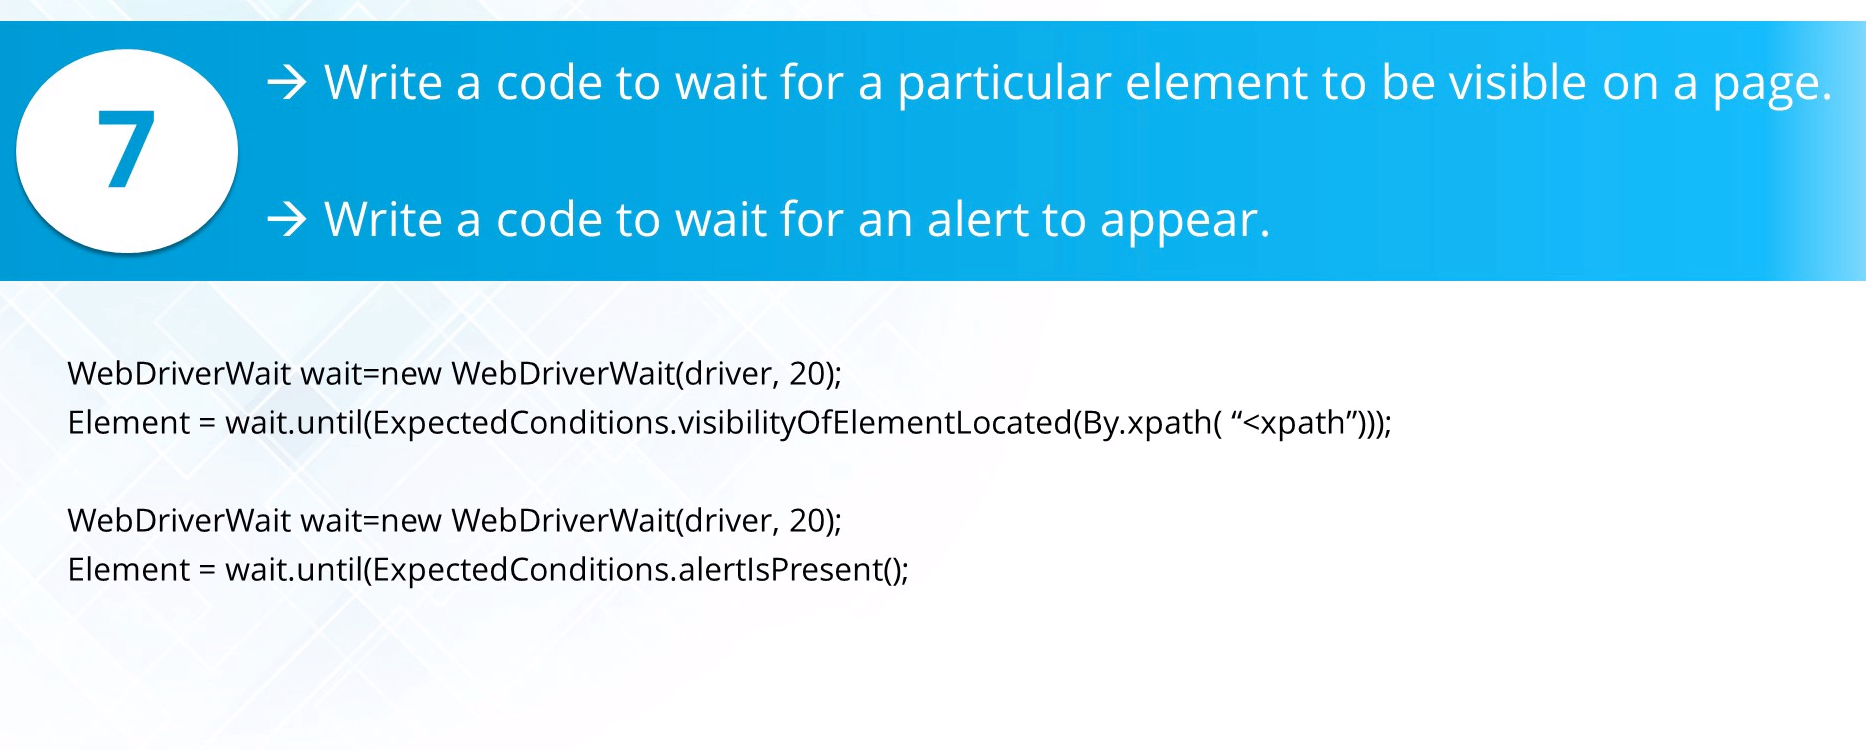 7
→ Write a code to wait for a particular element to be visible on a page.
→ Write a code to wait for an alert to appear.
WebDriverWait wait=new WebDriverWait(driver, 20);
Element = wait.until(ExpectedConditions.visibilityOfElementLocated(By.xpath( “<xpath”)));
WebDriverWait wait=new WebDriverWait(driver, 20);
Element = wait.until(ExpectedConditions.alertIsPresent();